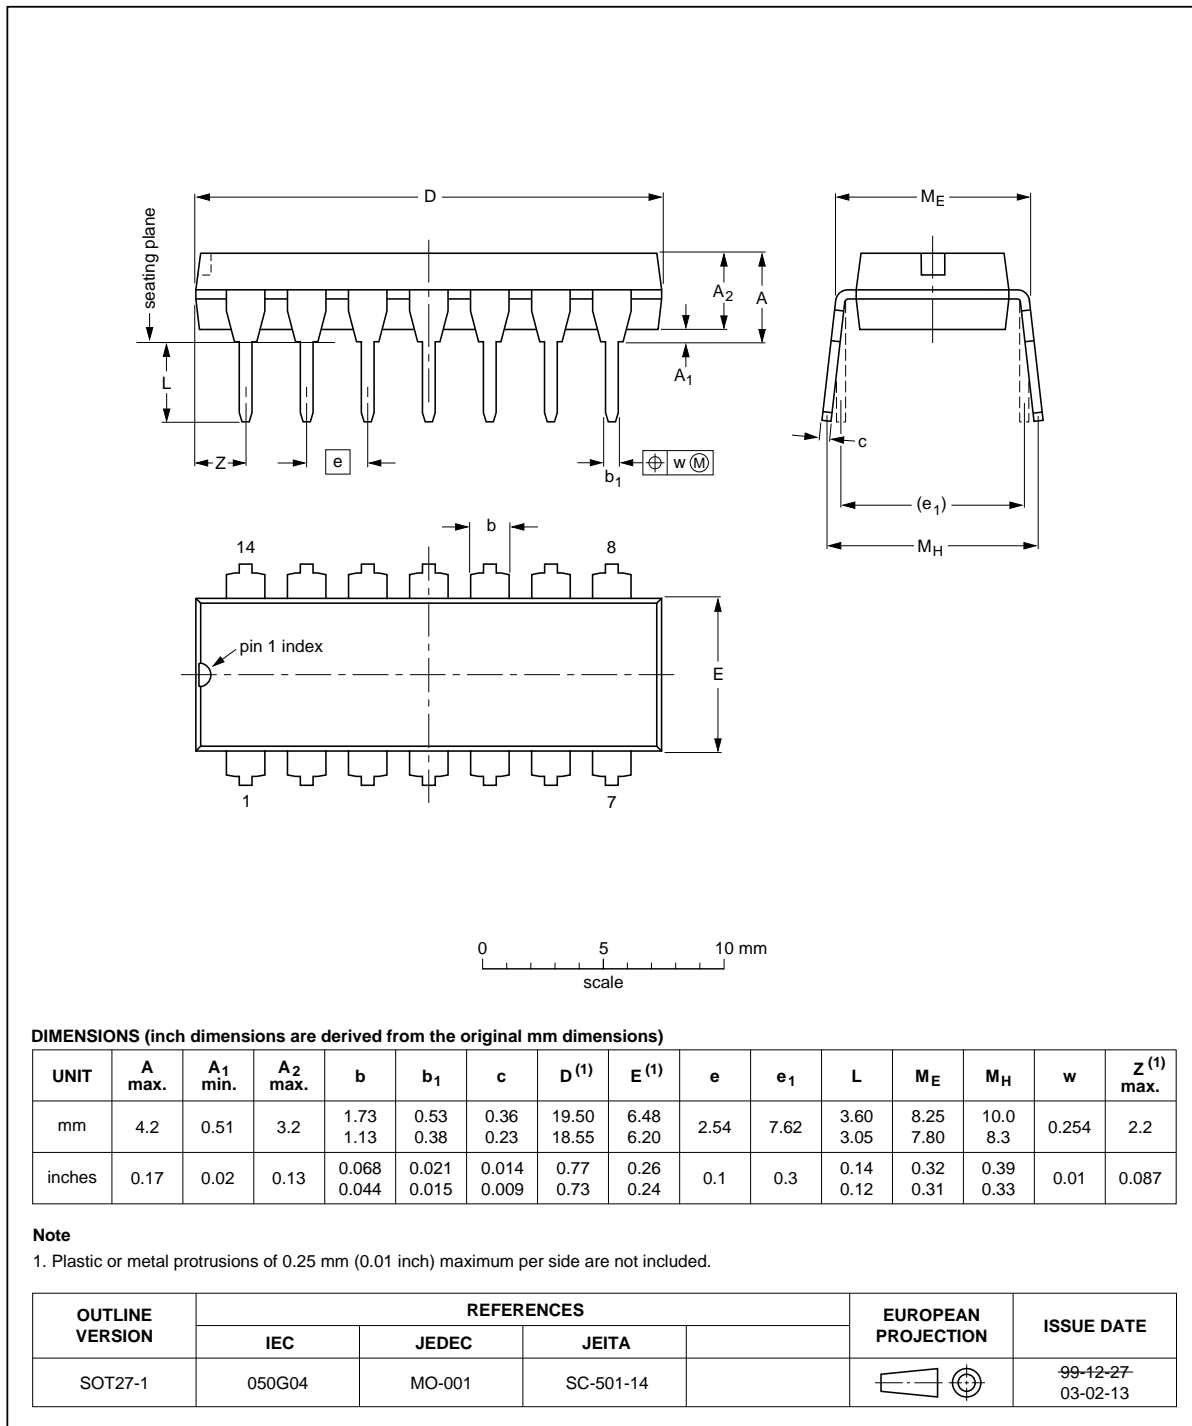 D
ME
seating plane
A2
A
L
A1
Z
e
b1
w M
c
(e1)
MH
14
b
8
pin 1 index
E
1
7
0 5 10 mm
scale
DIMENSIONS (inch dimensions are derived from the original mm dimensions)
UNIT A max. A1 min. A2 max. b b1 c D(1) E(1) e e1 L ME MH w Z(1) max.
mm 4.2 0.51 3.2 1.73 1.13 0.53 0.38 0.36 0.23 19.50 18.55 6.48 6.20 2.54 7.62 3.60 3.05 8.25 7.80 10.0 8.3 0.254 2.2
inches 0.17 0.02 0.13 0.068 0.044 0.021 0.015 0.014 0.009 0.77 0.73 0.26 0.24 0.1 0.3 0.14 0.12 0.32 0.31 0.39 0.33 0.01 0.087
Note
1. Plastic or metal protrusions of 0.25 mm (0.01 inch) maximum per side are not included.
OUTLINE VERSION REFERENCES EUROPEAN PROJECTION ISSUE DATE
IEC JEDEC JEITA
SOT27-1 050G04 MO-001 SC-501-14 99-12-27
03-02-13